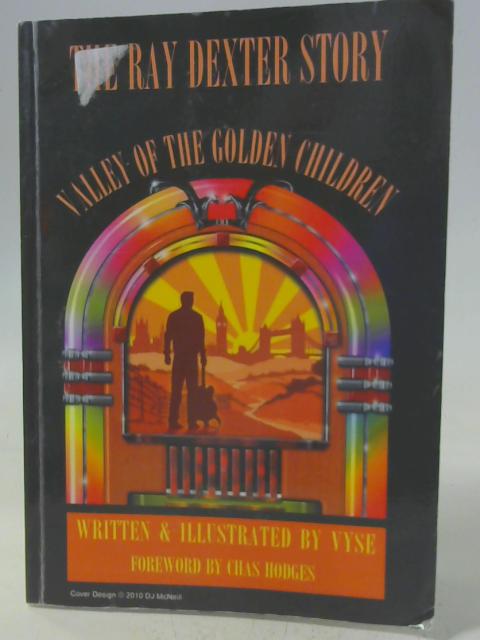 THE RAY DEXTER STORY
VALLEY OF THE GOLDEN CHILDREN
WRITTEN & ILLUSTRATED BY VYSE
FOREWORD BY CHAS HODGES
Cover Design © 2010 DJ McNeill